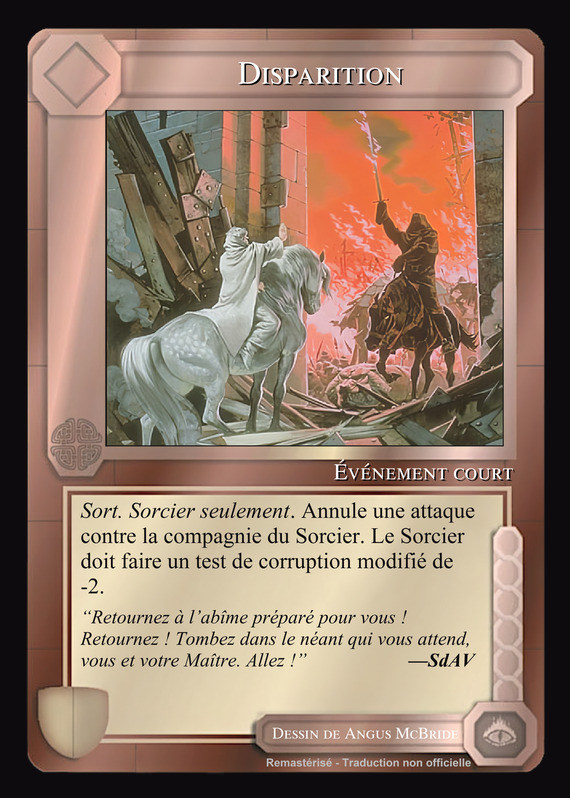 Disparition
Événement court
Sort. Sorcier seulement. Annule une attaque
contre la compagnie du Sorcier. Le Sorcier
doit faire un test de corruption modifié de
-2.
“Retournez à l’abîme préparé pour vous !
Retournez ! Tombez dans le néant qui vous attend,
vous et votre Maître. Allez !” —SdAV
Dessin de Angus McBride
Remastérisé - Traduction non officielle